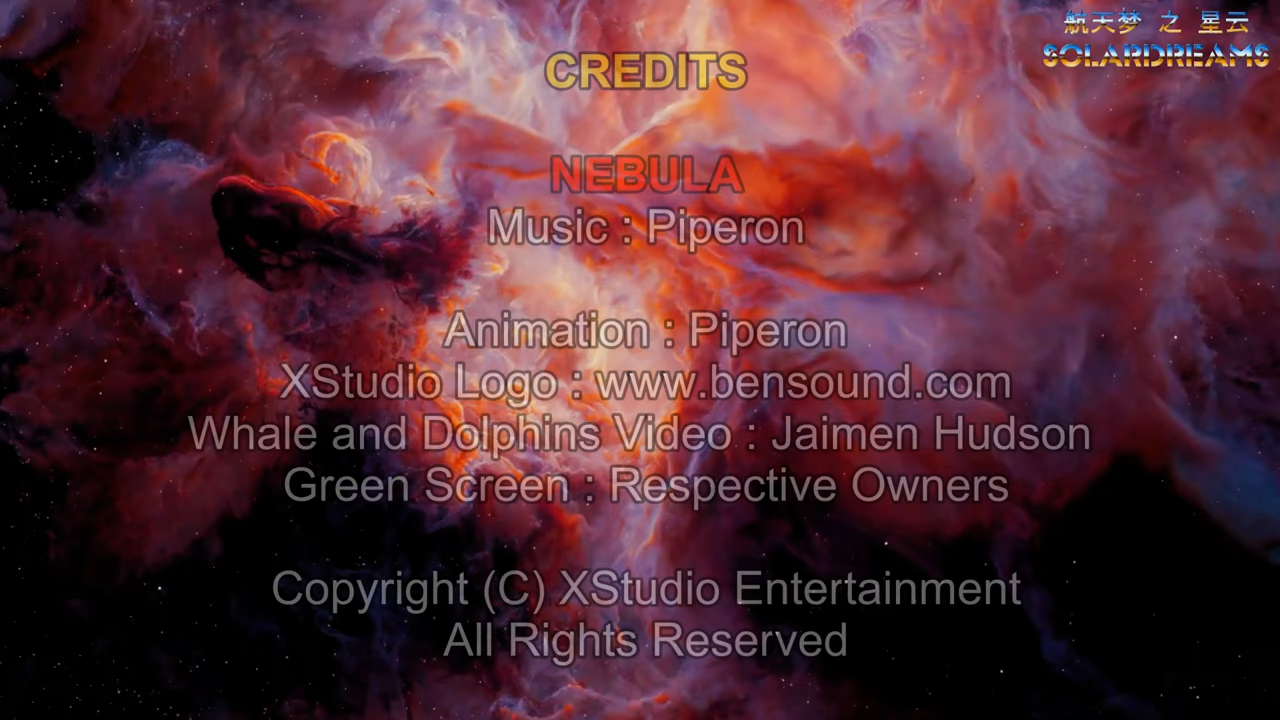 航天梦 之 星云
SOLARDREAMS
CREDITS
NEBULA
Music : Piperon
Animation : Piperon
XStudio Logo : www.bensound.com
Whale and Dolphins Video : Jaimen Hudson
Green Screen : Respective Owners
Copyright (C) XStudio Entertainment
All Rights Reserved